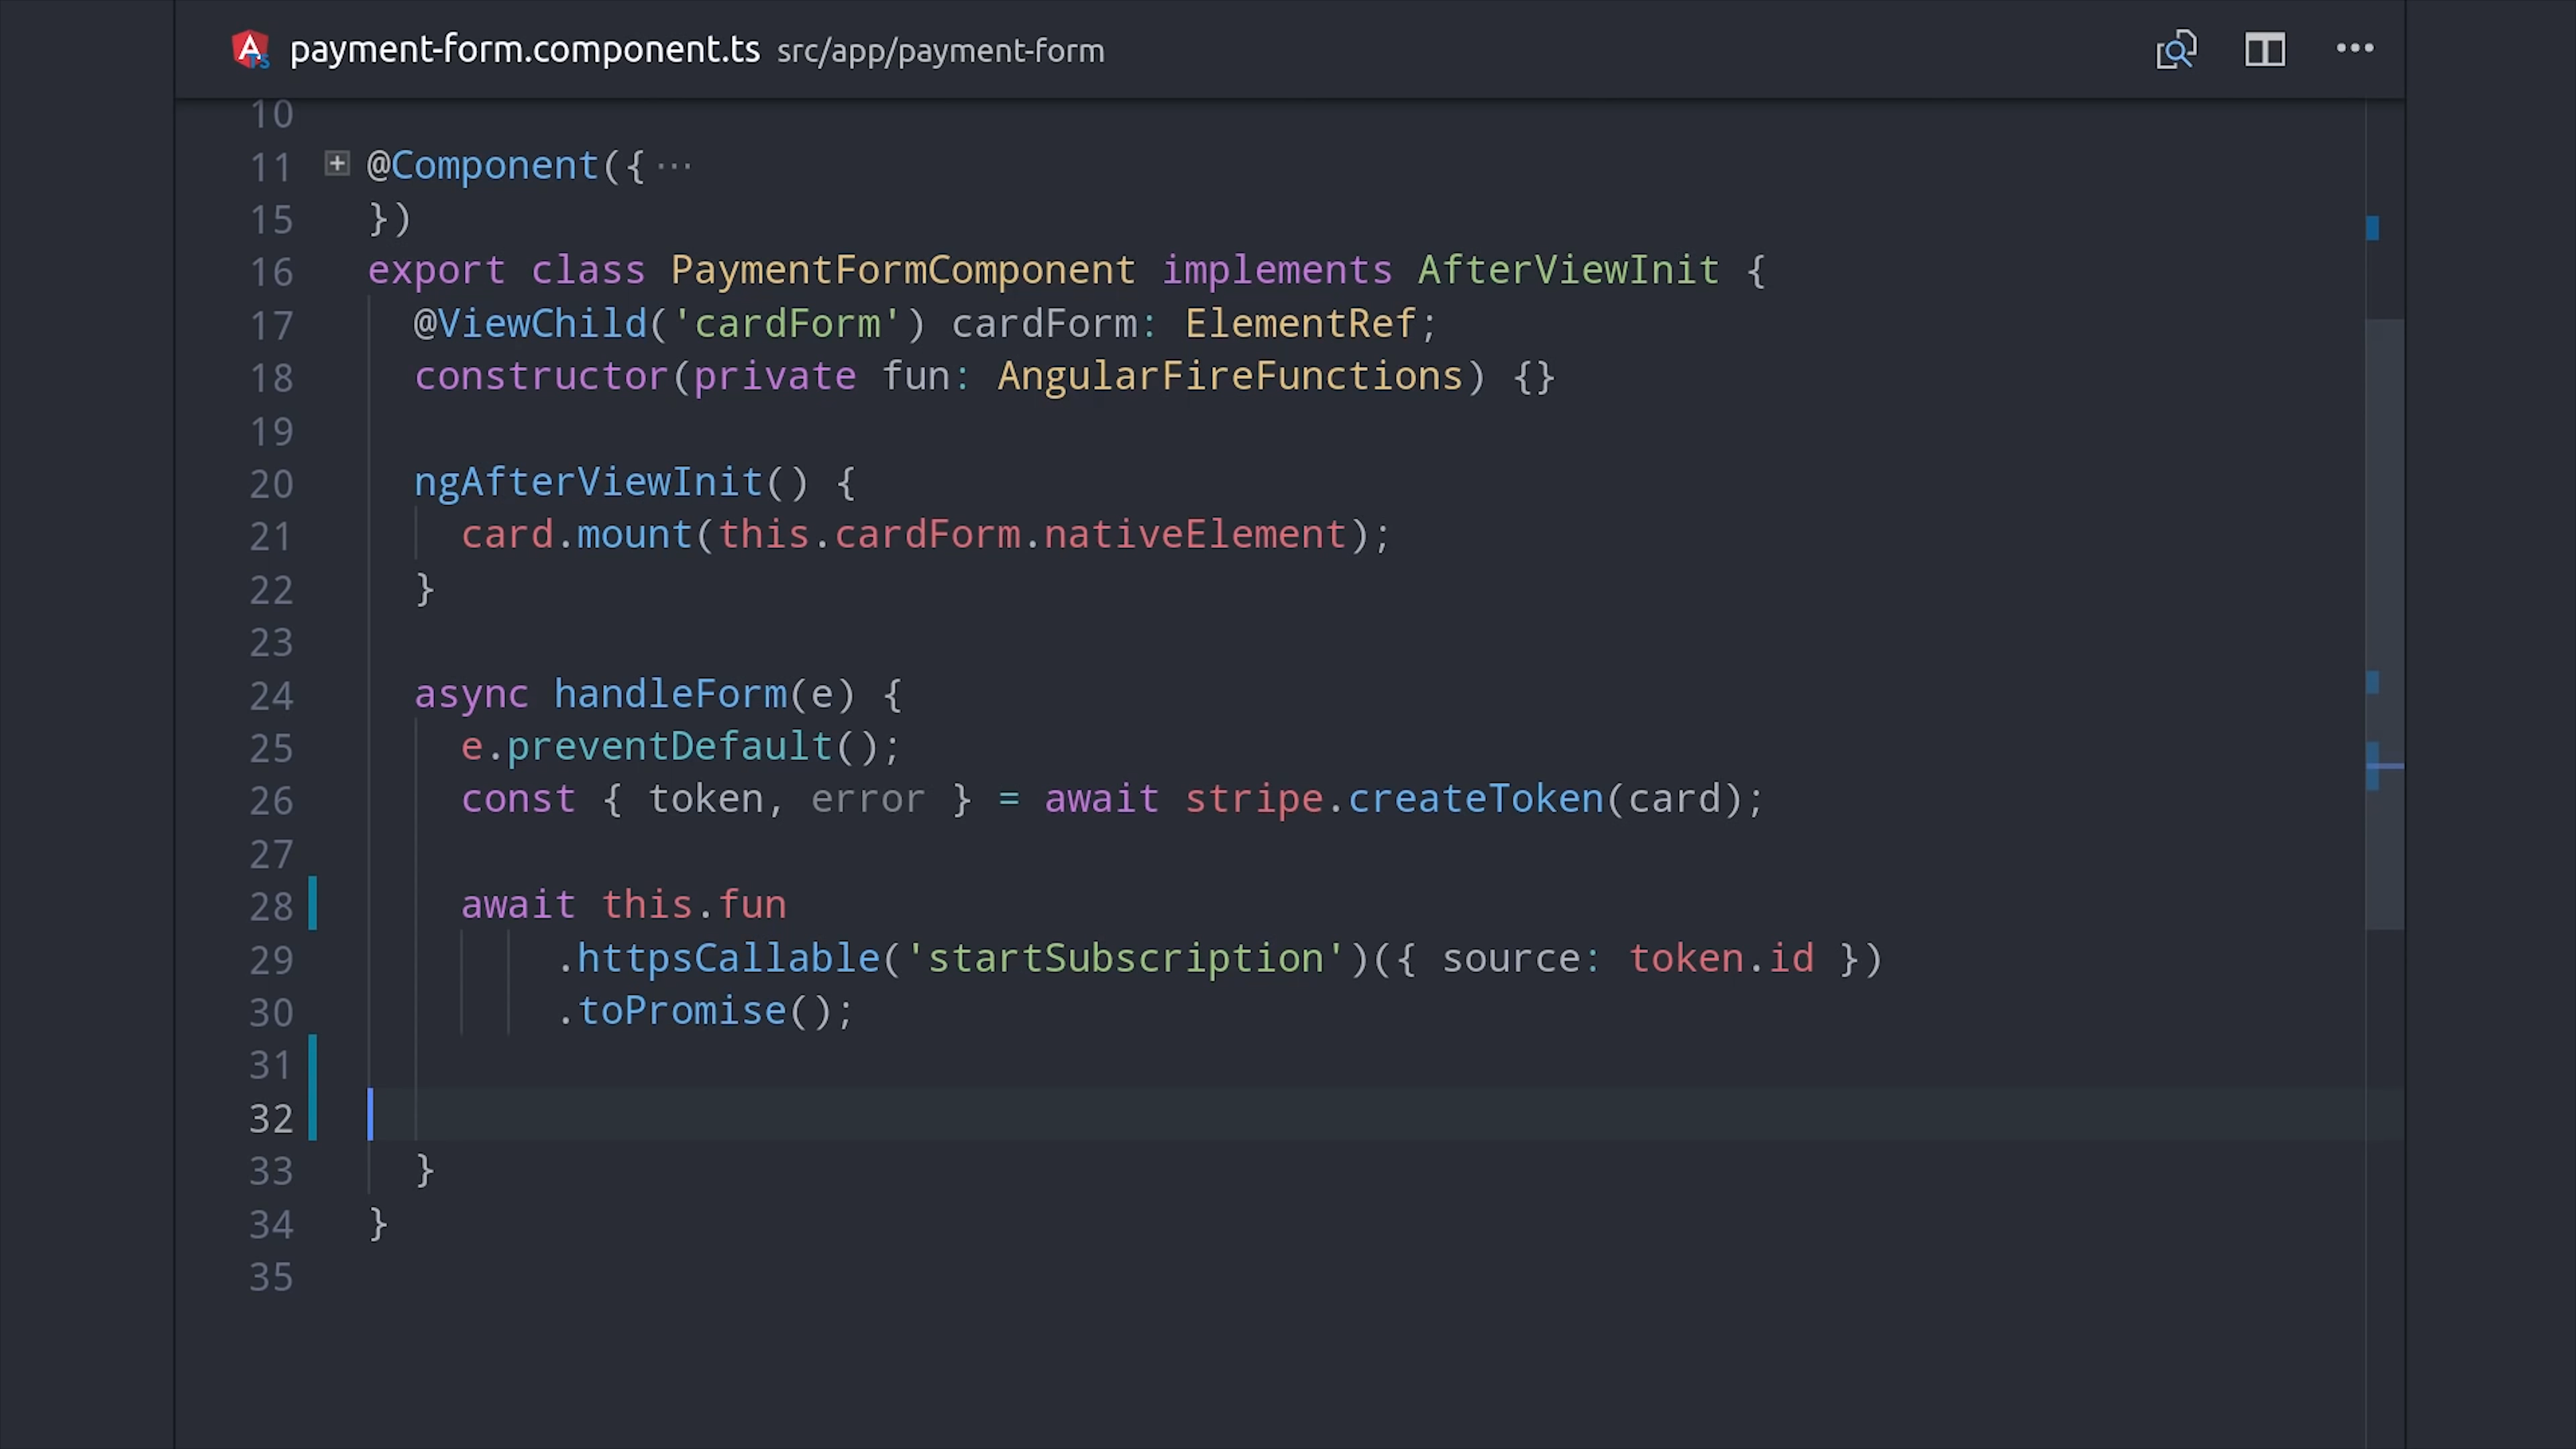 payment-form.component.ts src/app/payment-form
10
11 @Component({ ...
15 })
16 export class PaymentFormComponent implements AfterViewInit {
17   @ViewChild('cardForm') cardForm: ElementRef;
18   constructor(private fun: AngularFireFunctions) {}
19
20   ngAfterViewInit() {
21     card.mount(this.cardForm.nativeElement);
22   }
23
24   async handleForm(e) {
25     e.preventDefault();
26     const { token, error } = await stripe.createToken(card);
27
28     await this.fun
29         .httpsCallable('startSubscription')({ source: token.id })
30         .toPromise();
31
32
33   }
34 }
35